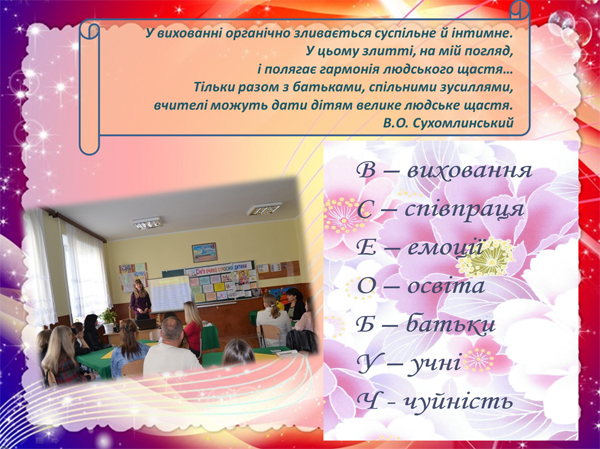 У вихованні органічно зливається суспільне й інтимне.
У цьому злитті, на мій погляд,
і полягає гармонія людського щастя…
Тільки разом з батьками, спільними зусиллями,
вчителі можуть дати дітям велике людське щастя.
В.О. Сухомлинський
В – виховання
С – співпраця
Е – емоції
О – освіта
Б – батьки
У – учні
Ч - чуйність